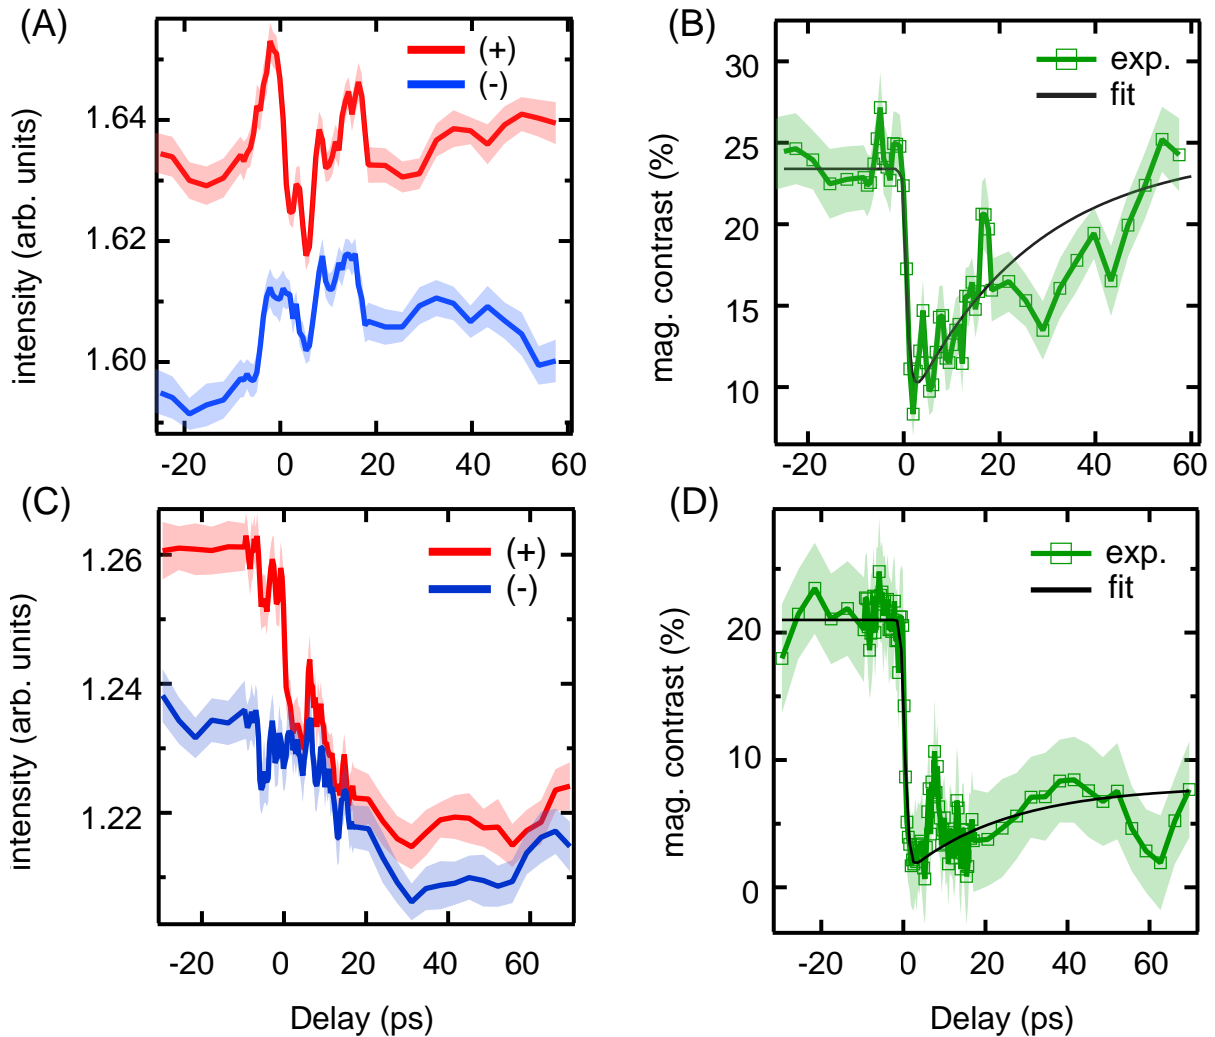 (A)
(+)
(-)
intensity (arb. units)
1.64
1.62
1.60
-20 0 20 40 60
(B)
exp.
fit
mag. contrast (%)
30
25
20
15
10
-20 0 20 40 60
(C)
(+)
(-)
intensity (arb. units)
1.26
1.24
1.22
-20 0 20 40 60
Delay (ps)
(D)
exp.
fit
mag. contrast (%)
20
10
0
-20 0 20 40 60
Delay (ps)